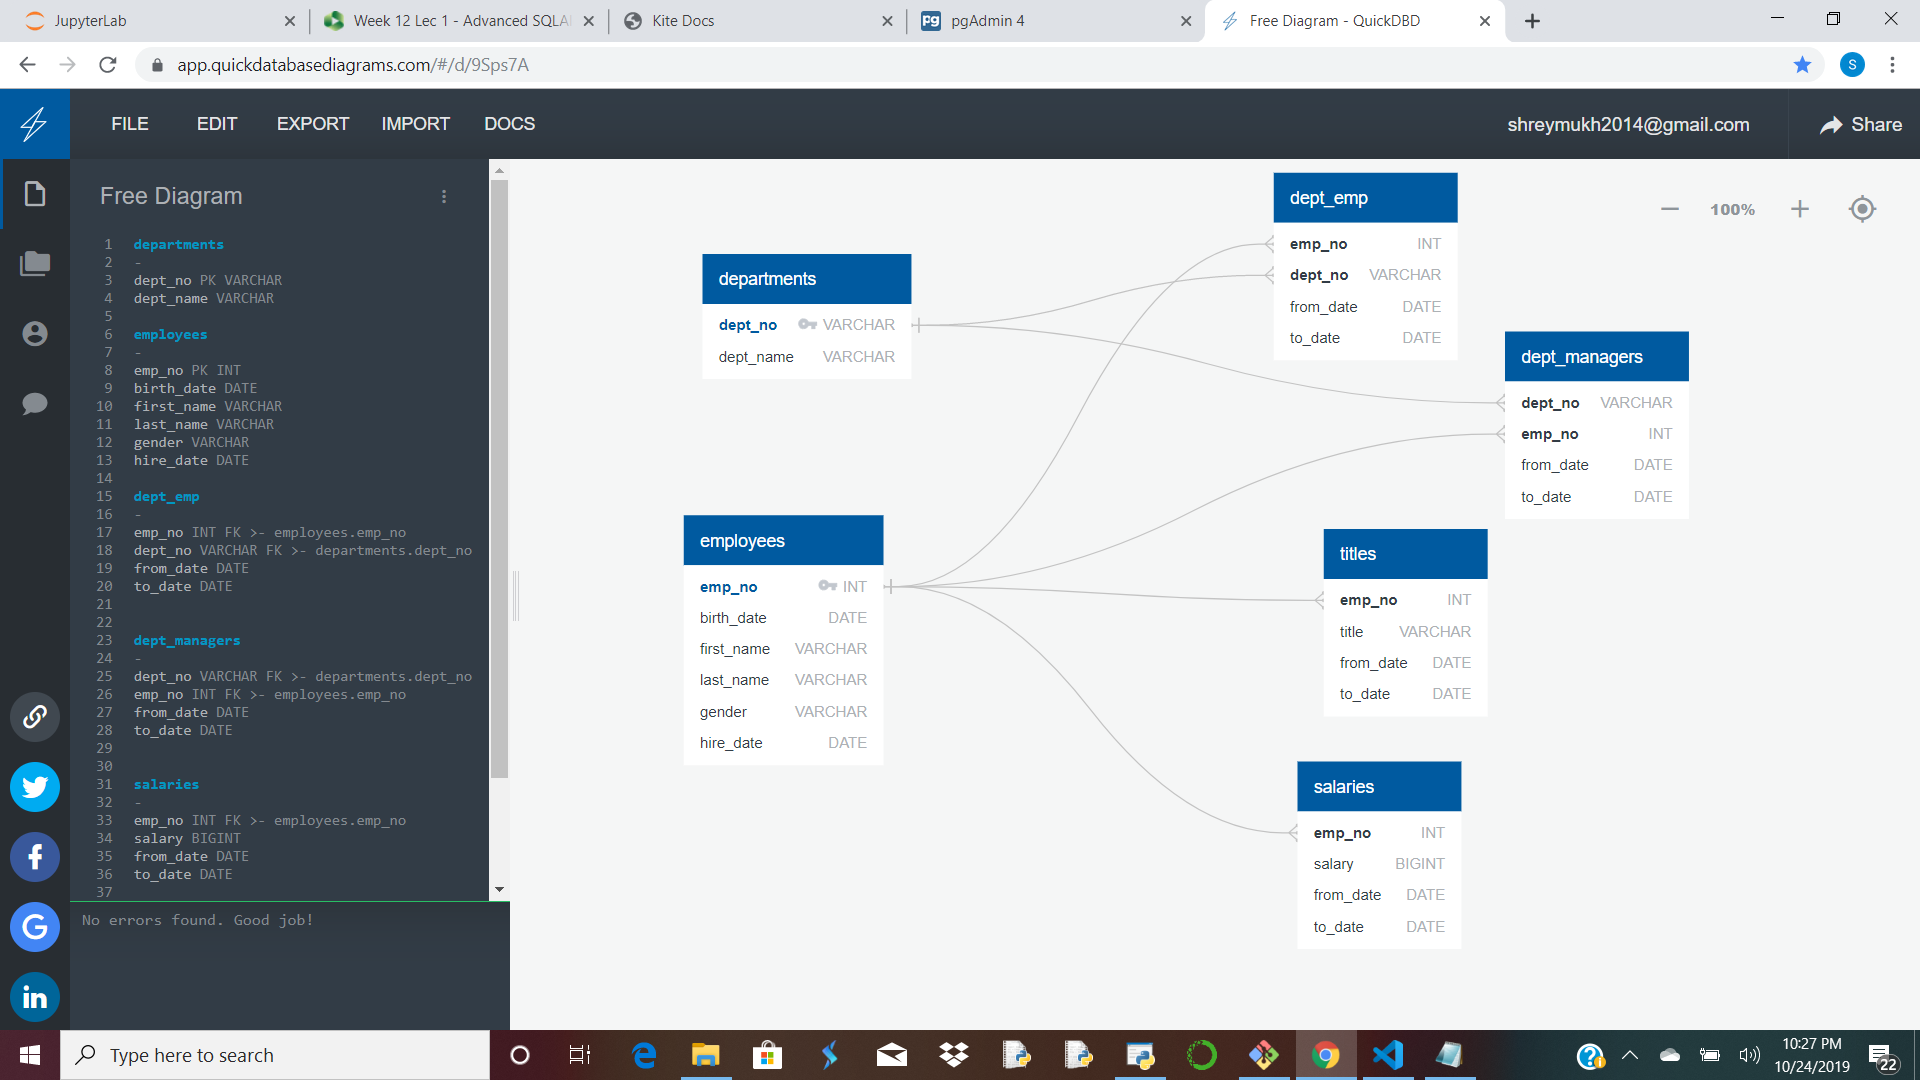 JupyterLab
Week 12 Lec 1 - Advanced SQLA
Kite Docs
pgAdmin 4
Free Diagram - QuickDBD
app.quickdatabasediagrams.com/#/d/9Sps7A
S
FILE EDIT EXPORT IMPORT DOCS
shreymukh2014@gmail.com
Share
Free Diagram
1 departments
2 -
3 dept_no PK VARCHAR
4 dept_name VARCHAR
5
6 employees
7 -
8 emp_no PK INT
9 birth_date DATE
10 first_name VARCHAR
11 last_name VARCHAR
12 gender VARCHAR
13 hire_date DATE
14
15 dept_emp
16 -
17 emp_no INT FK >- employees.emp_no
18 dept_no VARCHAR FK >- departments.dept_no
19 from_date DATE
20 to_date DATE
21
22
23 dept_managers
24 -
25 dept_no VARCHAR FK >- departments.dept_no
26 emp_no INT FK >- employees.emp_no
27 from_date DATE
28 to_date DATE
29
30
31 salaries
32 -
33 emp_no INT FK >- employees.emp_no
34 salary BIGINT
35 from_date DATE
36 to_date DATE
37
No errors found. Good job!
100%
departments
dept_no VARCHAR
dept_name VARCHAR
employees
emp_no INT
birth_date DATE
first_name VARCHAR
last_name VARCHAR
gender VARCHAR
hire_date DATE
dept_emp
emp_no INT
dept_no VARCHAR
from_date DATE
to_date DATE
dept_managers
dept_no VARCHAR
emp_no INT
from_date DATE
to_date DATE
titles
emp_no INT
title VARCHAR
from_date DATE
to_date DATE
salaries
emp_no INT
salary BIGINT
from_date DATE
to_date DATE
Type here to search
10:27 PM
10/24/2019
22